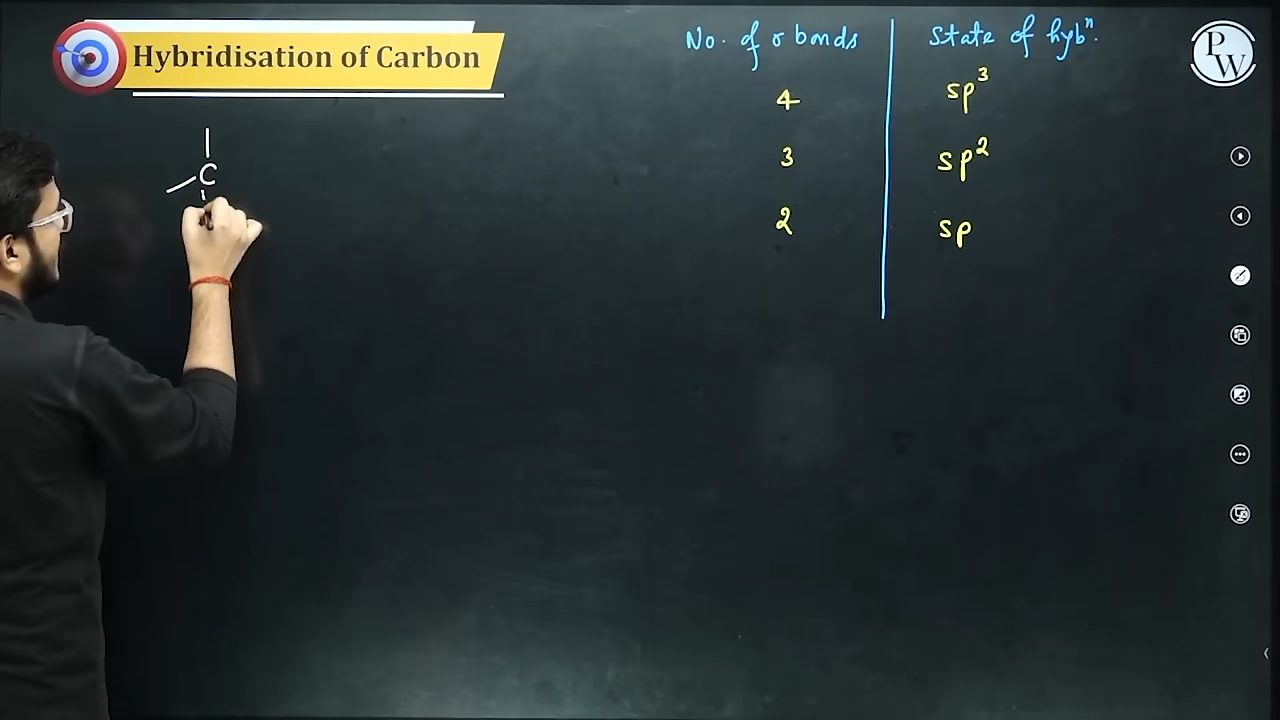 Hybridisation of Carbon
No. of σ bonds State of hybⁿ.
4 sp³
3 sp²
2 sp
C
PW